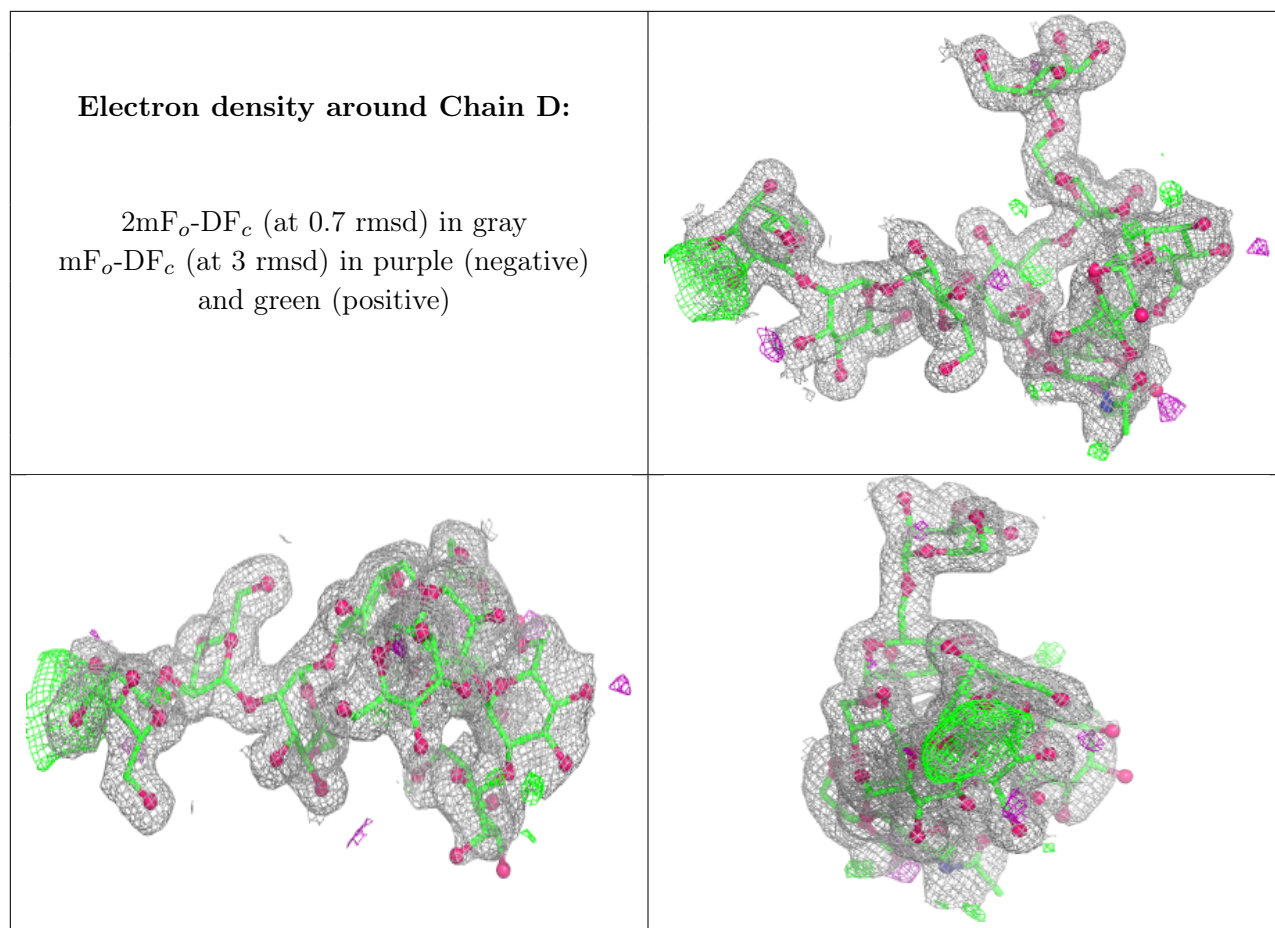 Electron density around Chain D:
2mFo-DFc (at 0.7 rmsd) in gray
mFo-DFc (at 3 rmsd) in purple (negative)
and green (positive)